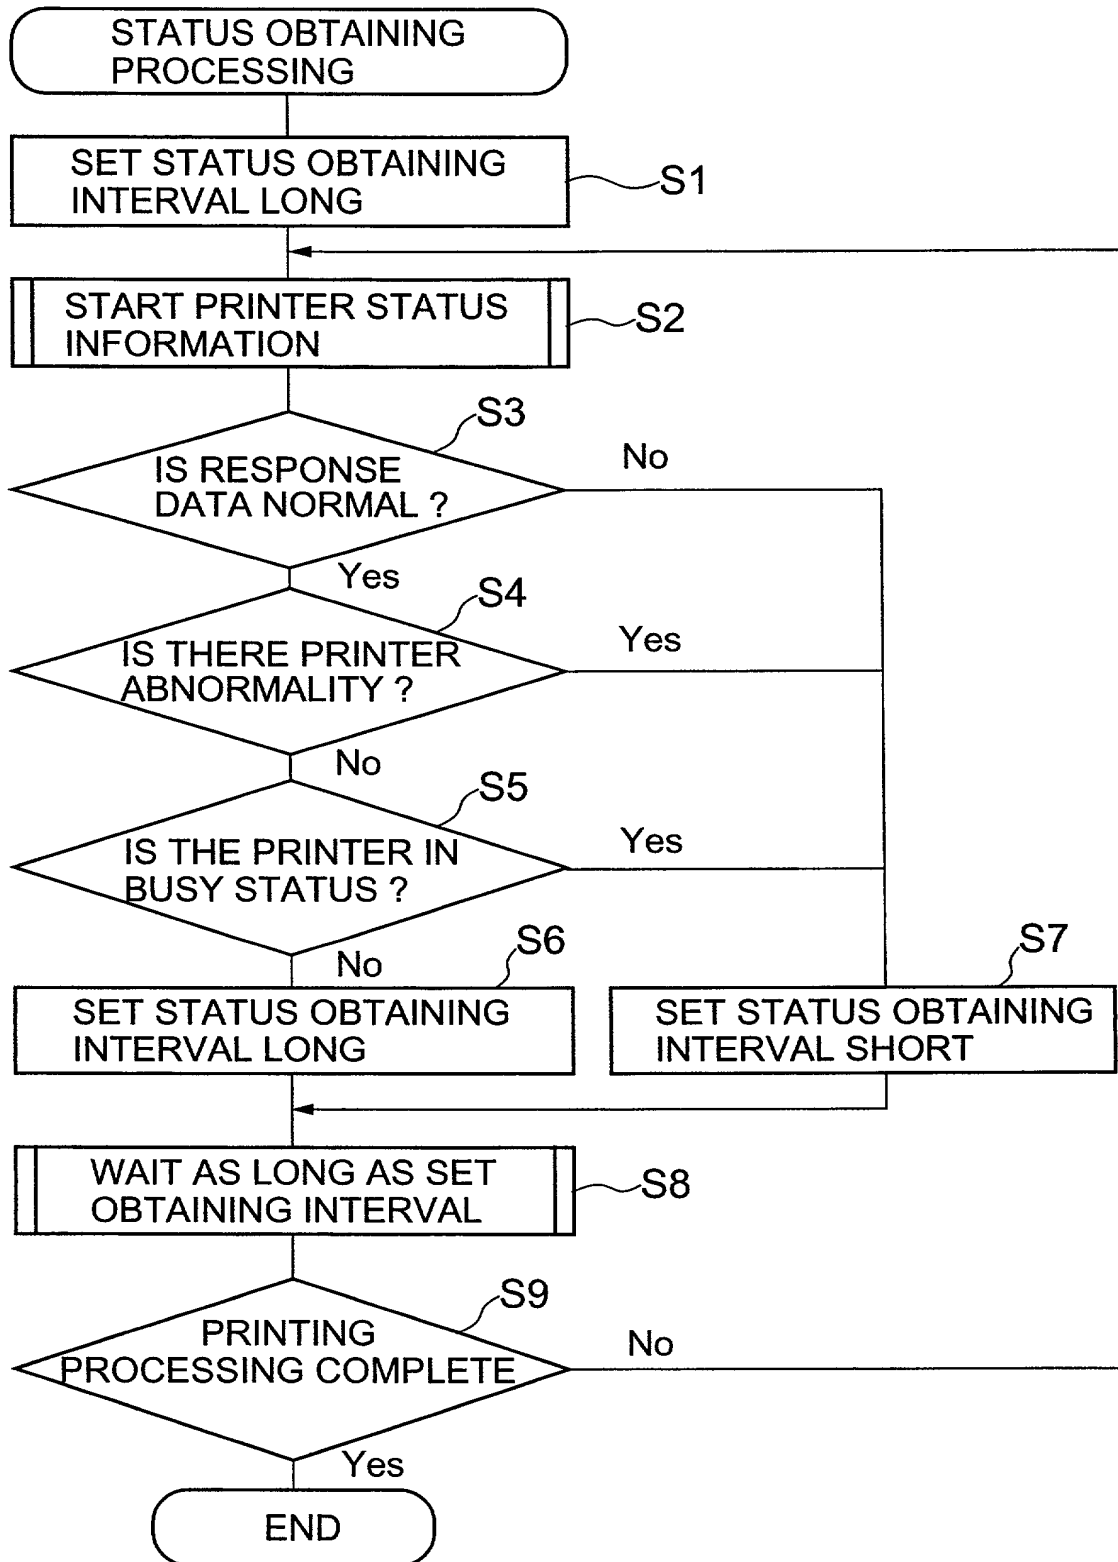 STATUS OBTAINING
PROCESSING
SET STATUS OBTAINING
INTERVAL LONG
S1
START PRINTER STATUS
INFORMATION
S2
S3
IS RESPONSE
DATA NORMAL ?
No
Yes
S4
IS THERE PRINTER
ABNORMALITY ?
Yes
No
S5
IS THE PRINTER IN
BUSY STATUS ?
Yes
No
S6
SET STATUS OBTAINING
INTERVAL LONG
S7
SET STATUS OBTAINING
INTERVAL SHORT
WAIT AS LONG AS SET
OBTAINING INTERVAL
S8
S9
PRINTING
PROCESSING COMPLETE
No
Yes
END